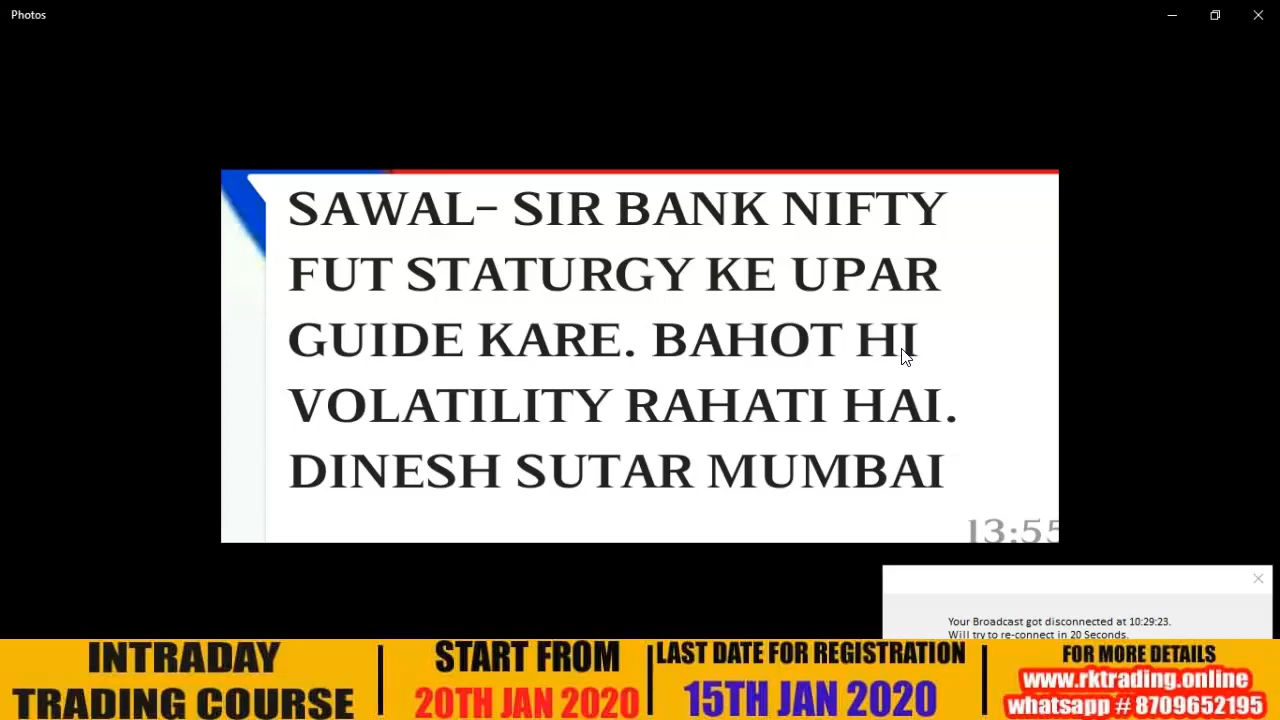 Photos
SAWAL- SIR BANK NIFTY
FUT STATURGY KE UPAR
GUIDE KARE. BAHOT HI
VOLATILITY RAHATI HAI.
DINESH SUTAR MUMBAI
13:55
Your Broadcast got disconnected at 10:29:23.
Will try to re-connect in 20 Seconds.
INTRADAY
TRADING COURSE
START FROM
20TH JAN 2020
LAST DATE FOR REGISTRATION
15TH JAN 2020
FOR MORE DETAILS
www.rktrading.online
whatsapp # 8709652195